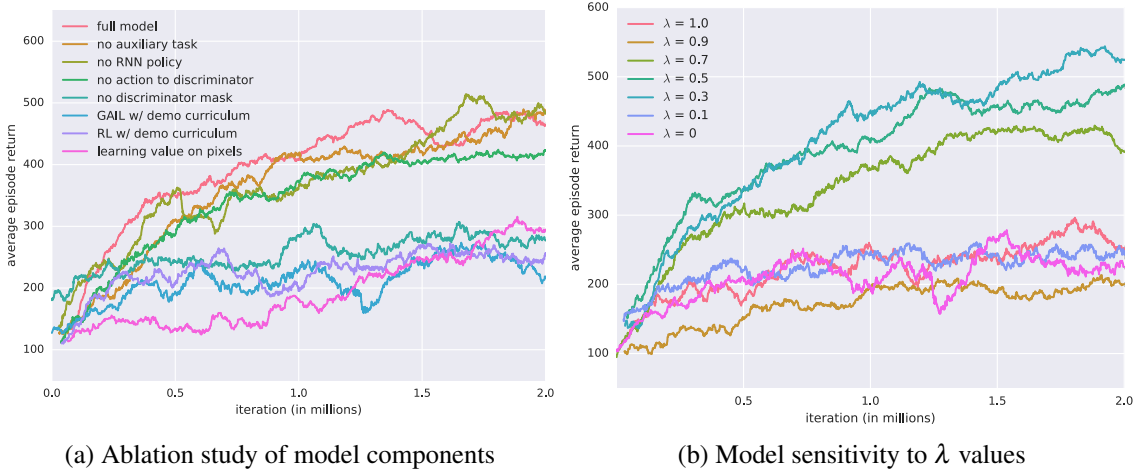 600
500
400
300
200
100
average episode return
full model
no auxiliary task
no RNN policy
no action to discriminator
no discriminator mask
GAIL w/ demo curriculum
RL w/ demo curriculum
learning value on pixels
0.0 0.5 1.0 1.5 2.0
iteration (in millions)
(a) Ablation study of model components
600
500
400
300
200
100
average episode return
λ = 1.0
λ = 0.9
λ = 0.7
λ = 0.5
λ = 0.3
λ = 0.1
λ = 0
0.5 1.0 1.5 2.0
iteration (in millions)
(b) Model sensitivity to λ values